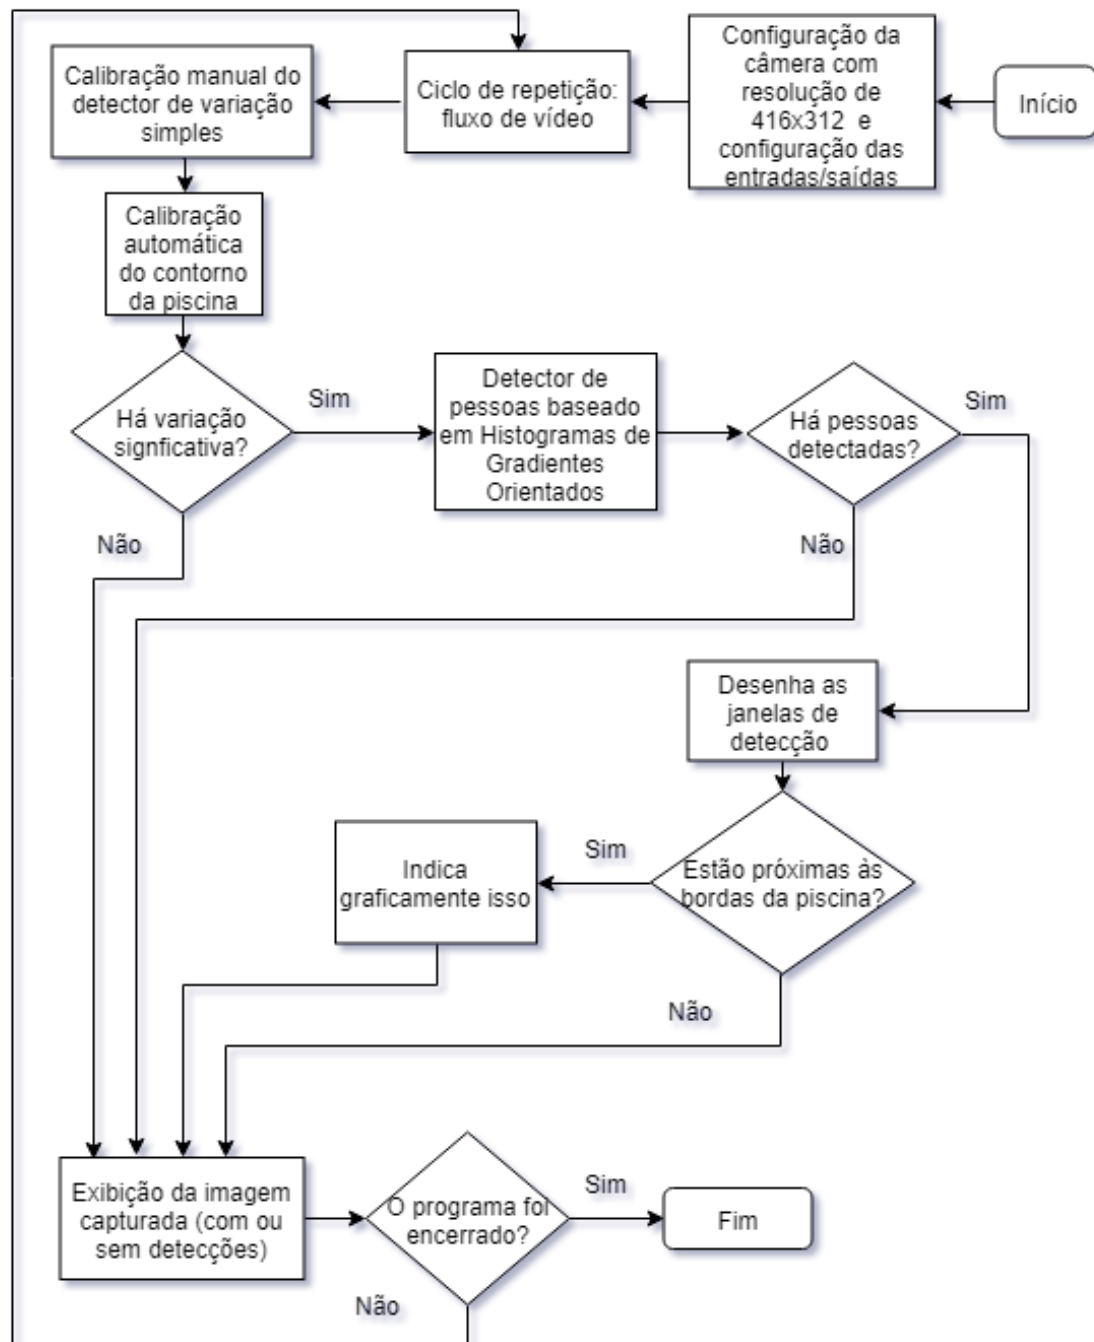 Início
Configuração da
câmera com
resolução de
416x312 e
configuração das
entradas/saídas
Ciclo de repetição:
fluxo de vídeo
Calibração manual do
detector de variação
simples
Calibração
automática
do contorno
da piscina
Há variação
signficativa?
Sim
Não
Detector de
pessoas baseado
em Histogramas de
Gradientes
Orientados
Há pessoas
detectadas?
Sim
Não
Desenha as
janelas de
detecção
Estão próximas às
bordas da piscina?
Sim
Não
Indica
graficamente isso
Exibição da imagem
capturada (com ou
sem detecções)
O programa foi
encerrado?
Sim
Não
Fim